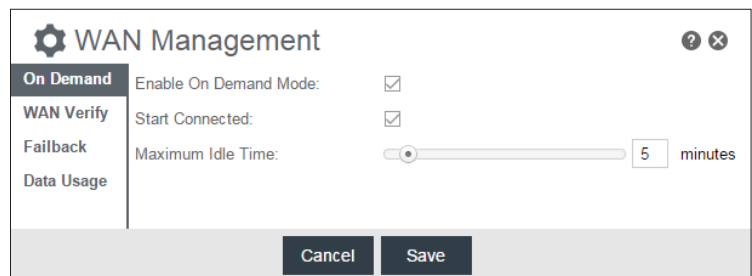 WAN Management
On Demand
WAN Verify
Failback
Data Usage
Enable On Demand Mode:
Start Connected:
Maximum Idle Time: 5 minutes
Cancel Save